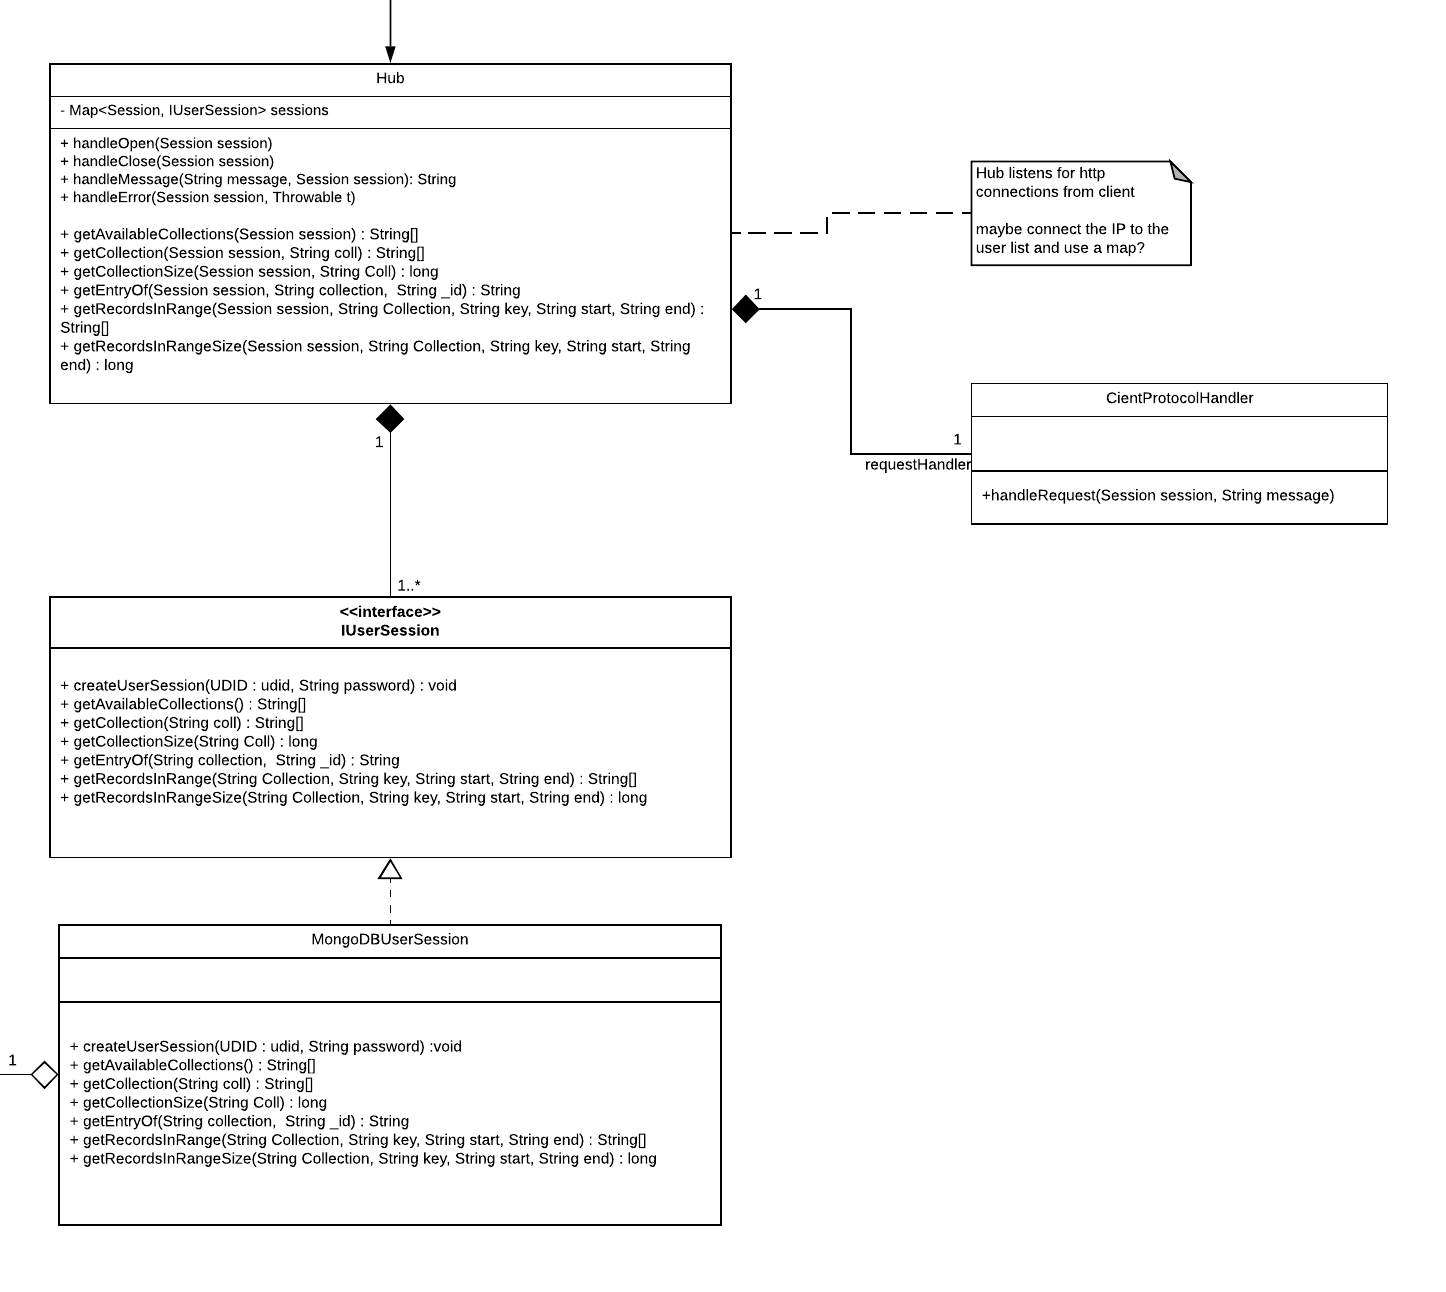 Hub
- Map<Session, IUserSession> sessions
+ handleOpen(Session session)
+ handleClose(Session session)
+ handleMessage(String message, Session session): String
+ handleError(Session session, Throwable t)
+ getAvailableCollections(Session session) : String[]
+ getCollection(Session session, String coll) : String[]
+ getCollectionSize(Session session, String Coll) : long
+ getEntryOf(Session session, String collection,  String _id) : String
+ getRecordsInRange(Session session, String Collection, String key, String start, String end) :
String[]
+ getRecordsInRangeSize(Session session, String Collection, String key, String start, String
end) : long
Hub listens for http
connections from client
maybe connect the IP to the
user list and use a map?
1
CientProtocolHandler
1
requestHandler
+handleRequest(Session session, String message)
1
1..*
<<interface>>
IUserSession
+ createUserSession(UDID : udid, String password) : void
+ getAvailableCollections() : String[]
+ getCollection(String coll) : String[]
+ getCollectionSize(String Coll) : long
+ getEntryOf(String collection,  String _id) : String
+ getRecordsInRange(String Collection, String key, String start, String end) : String[]
+ getRecordsInRangeSize(String Collection, String key, String start, String end) : long
MongoDBUserSession
1
+ createUserSession(UDID : udid, String password) :void
+ getAvailableCollections() : String[]
+ getCollection(String coll) : String[]
+ getCollectionSize(String Coll) : long
+ getEntryOf(String collection,  String _id) : String
+ getRecordsInRange(String Collection, String key, String start, String end) : String[]
+ getRecordsInRangeSize(String Collection, String key, String start, String end) : long